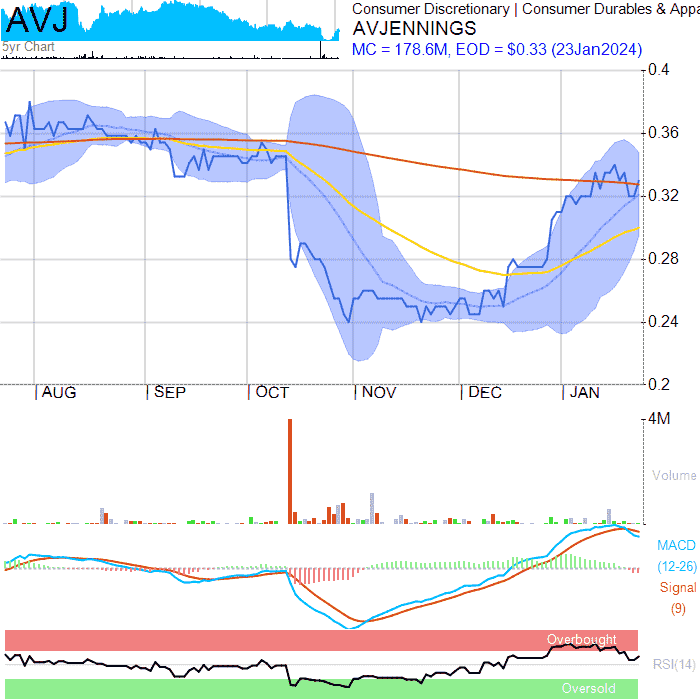 AVJ
5yr Chart
Consumer Discretionary | Consumer Durables & Appa
AVJENNINGS
MC = 178.6M, EOD = $0.33 (23Jan2024)
0.4
0.36
0.32
0.28
0.24
0.2
AUG SEP OCT NOV DEC JAN
4M
Volume
MACD
(12-26)
Signal
(9)
Overbought
RSI(14)
Oversold